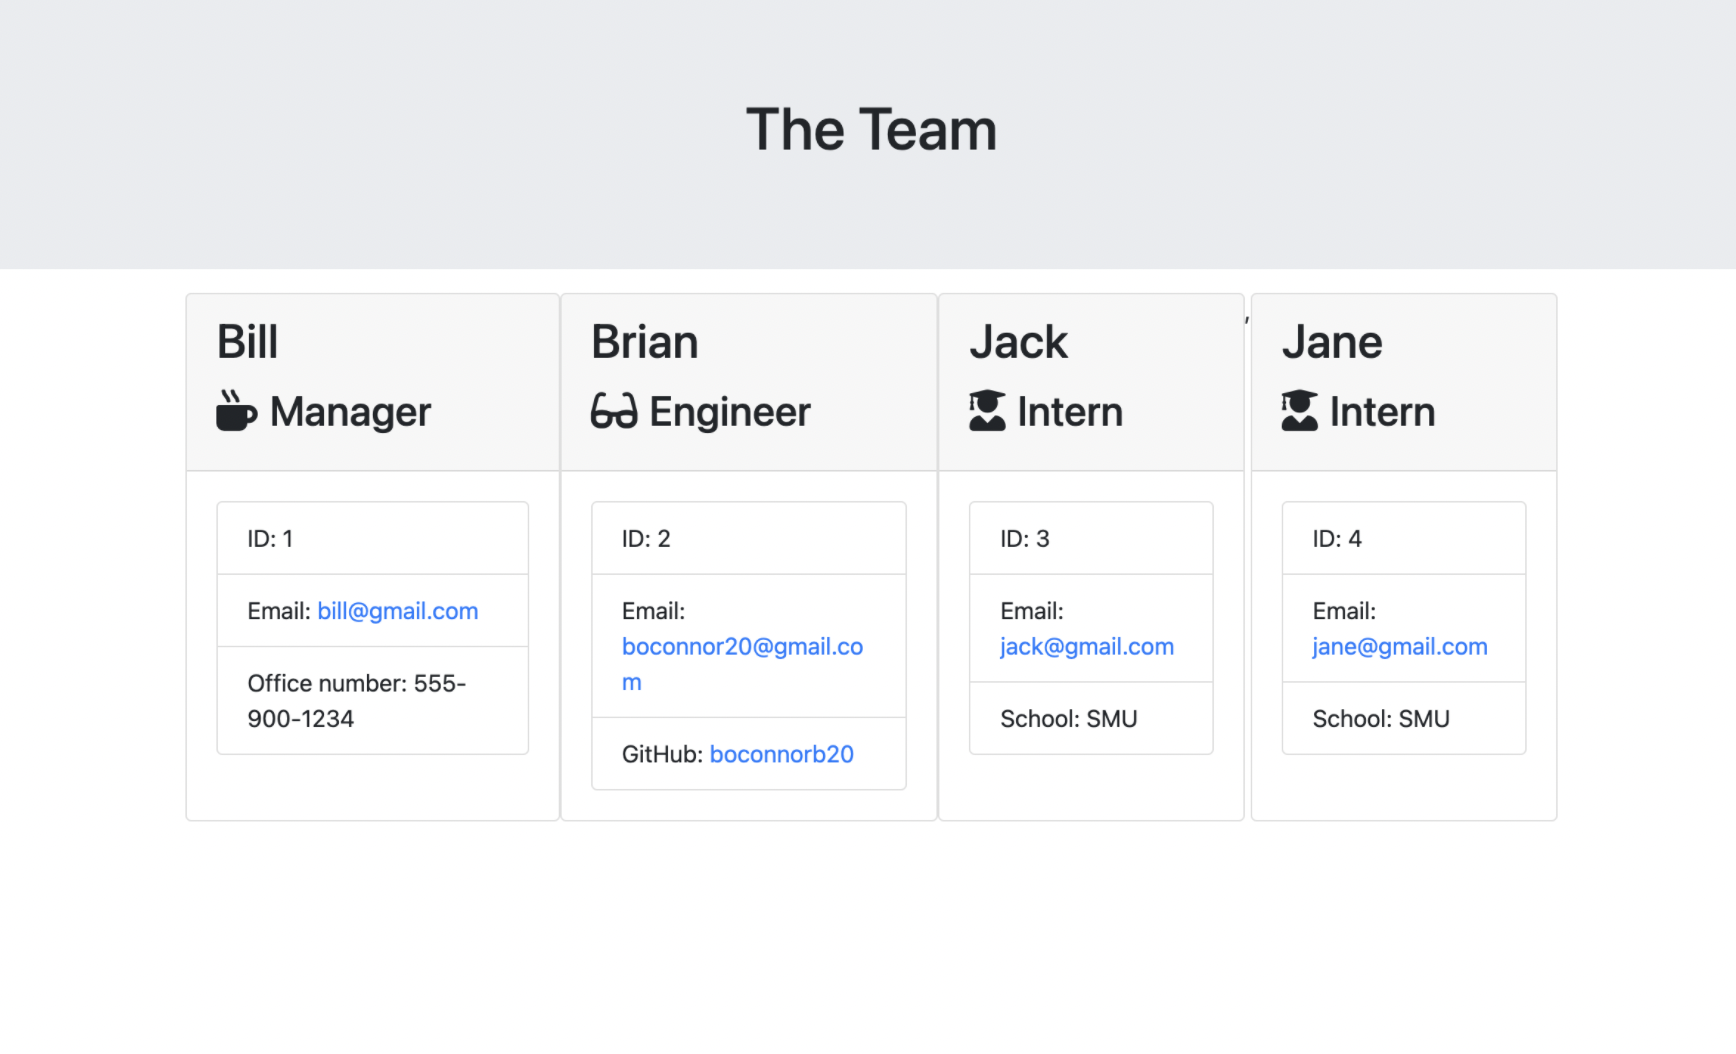 The Team
Bill
Manager
ID: 1
Email: bill@gmail.com
Office number: 555-
900-1234
Brian
Engineer
ID: 2
Email:
boconnor20@gmail.co
m
GitHub: boconnorb20
Jack
Intern
ID: 3
Email:
jack@gmail.com
School: SMU
,
Jane
Intern
ID: 4
Email:
jane@gmail.com
School: SMU